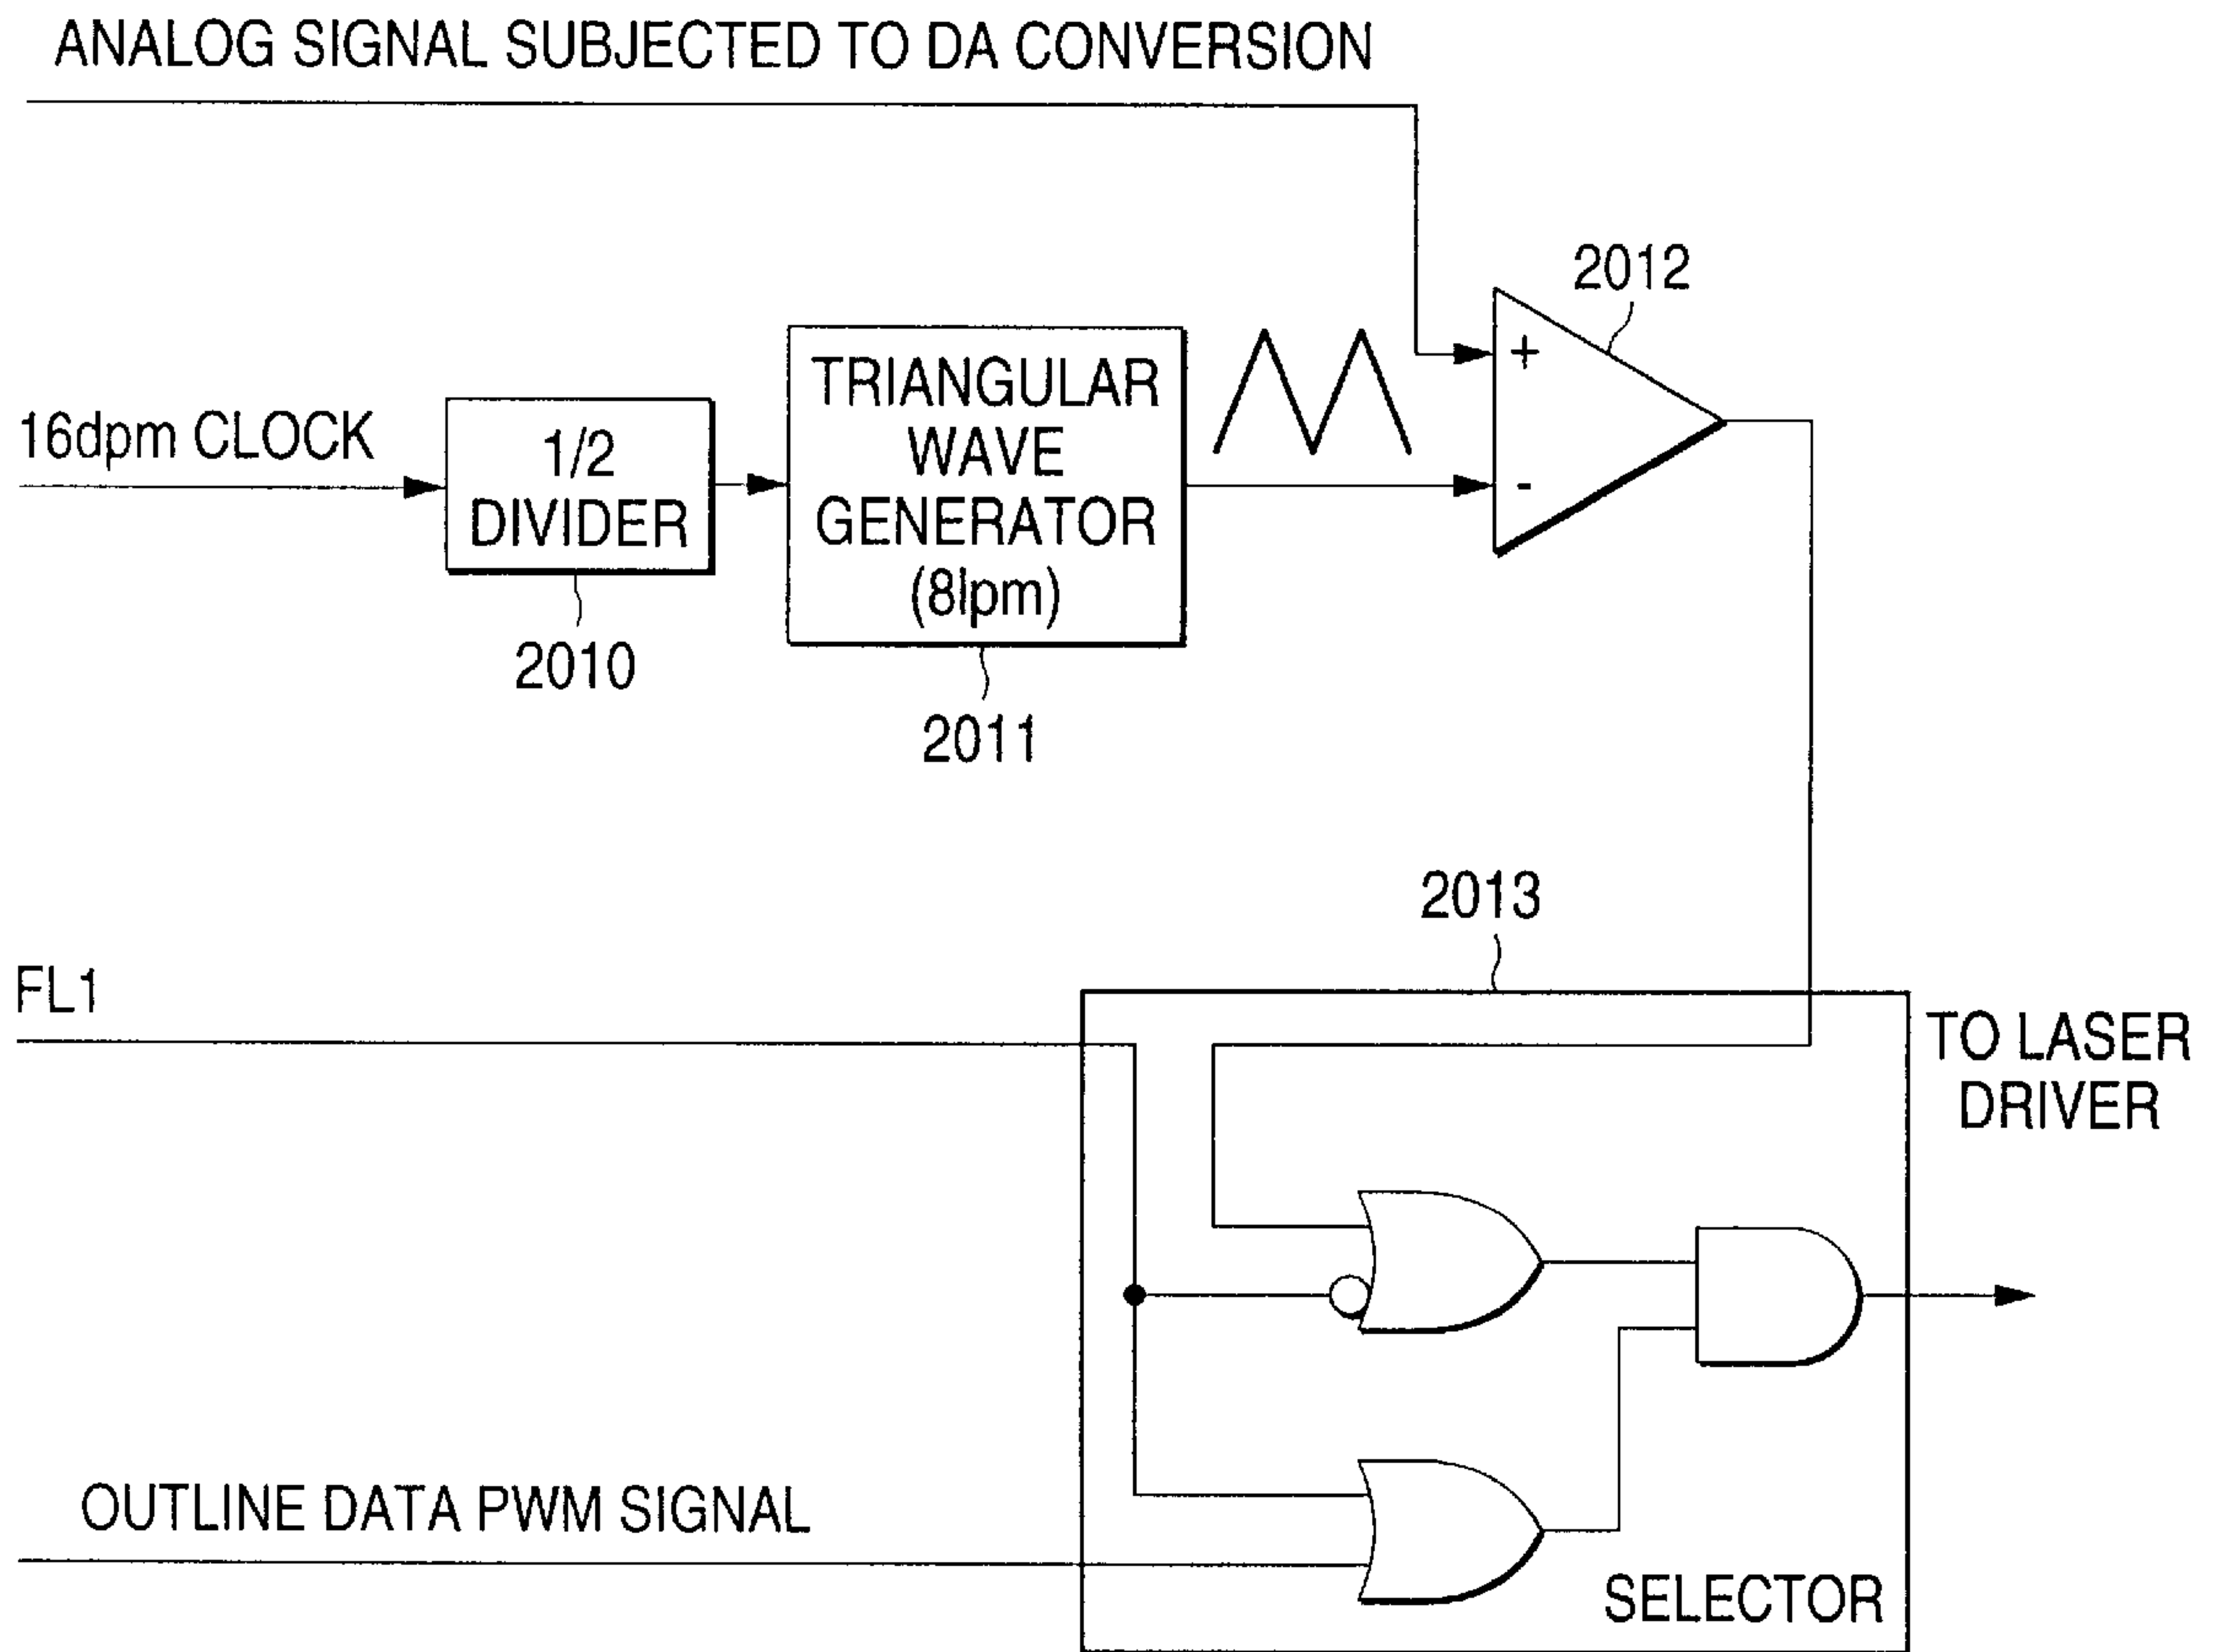 ANALOG SIGNAL SUBJECTED TO DA CONVERSION
2012
+
-
16dpm CLOCK
1/2
DIVIDER
2010
TRIANGULAR
WAVE
GENERATOR
(8lpm)
2011
2013
FL1
TO LASER
DRIVER
OUTLINE DATA PWM SIGNAL
SELECTOR